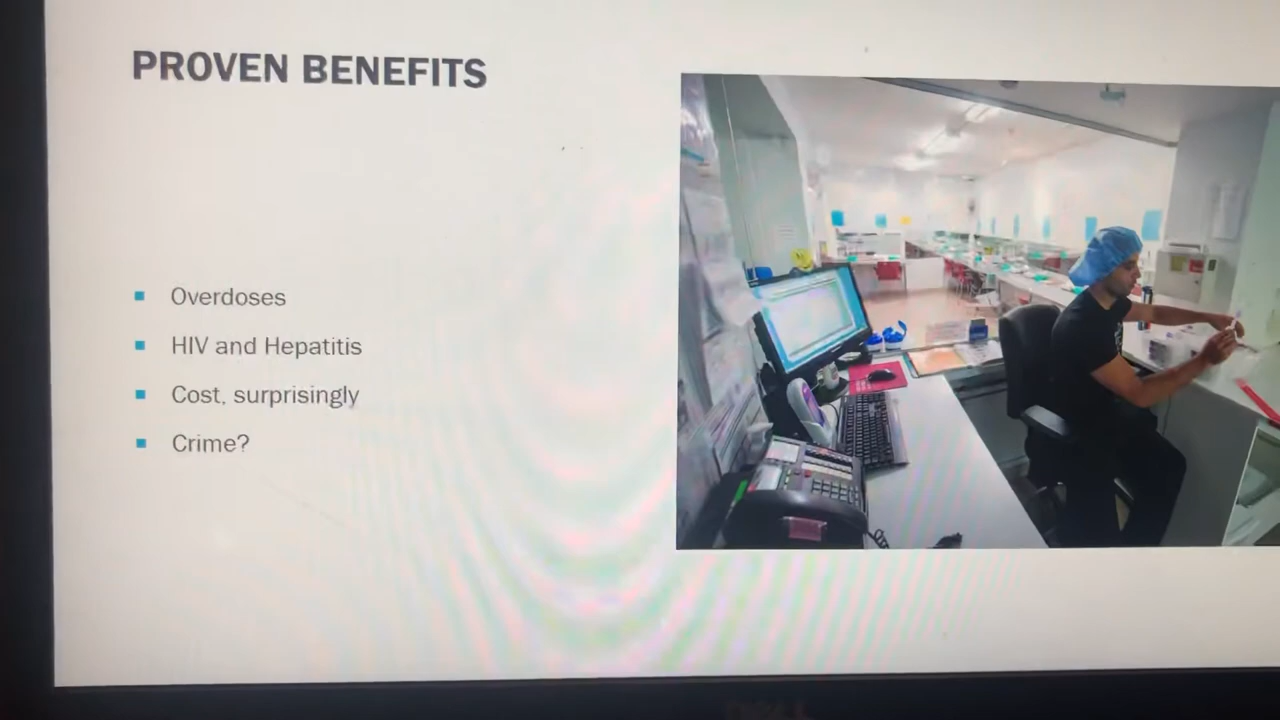 PROVEN BENEFITS
Overdoses
HIV and Hepatitis
Cost, surprisingly
Crime?